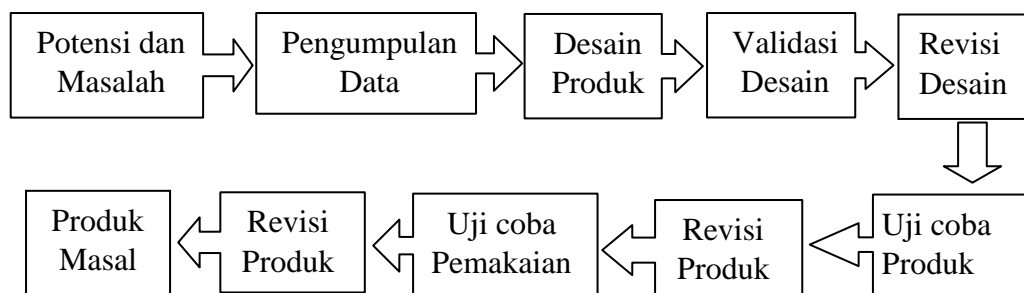 Potensi dan
Masalah
Pengumpulan
Data
Desain
Produk
Validasi
Desain
Revisi
Desain
Uji coba
Produk
Revisi
Produk
Uji coba
Pemakaian
Revisi
Produk
Produk
Masal